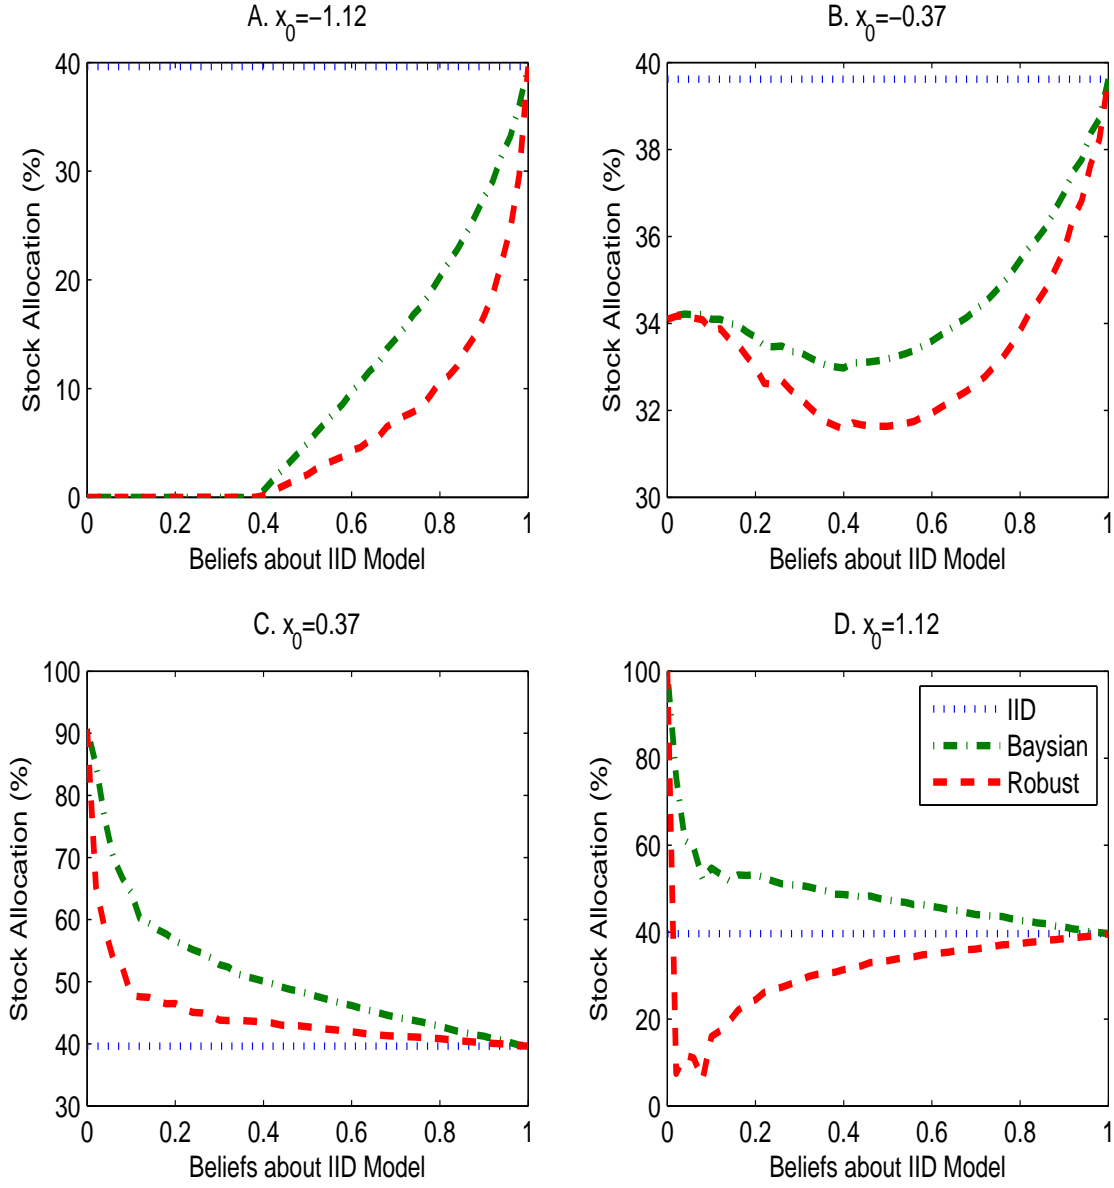 A. x0=−1.12
Stock Allocation (%)
40
30
20
10
0
0 0.2 0.4 0.6 0.8 1
Beliefs about IID Model
B. x0=−0.37
Stock Allocation (%)
40
38
36
34
32
30
0 0.2 0.4 0.6 0.8 1
Beliefs about IID Model
C. x0=0.37
Stock Allocation (%)
100
90
80
70
60
50
40
30
0 0.2 0.4 0.6 0.8 1
Beliefs about IID Model
D. x0=1.12
Stock Allocation (%)
100
80
60
40
20
0
IID
Baysian
Robust
0 0.2 0.4 0.6 0.8 1
Beliefs about IID Model